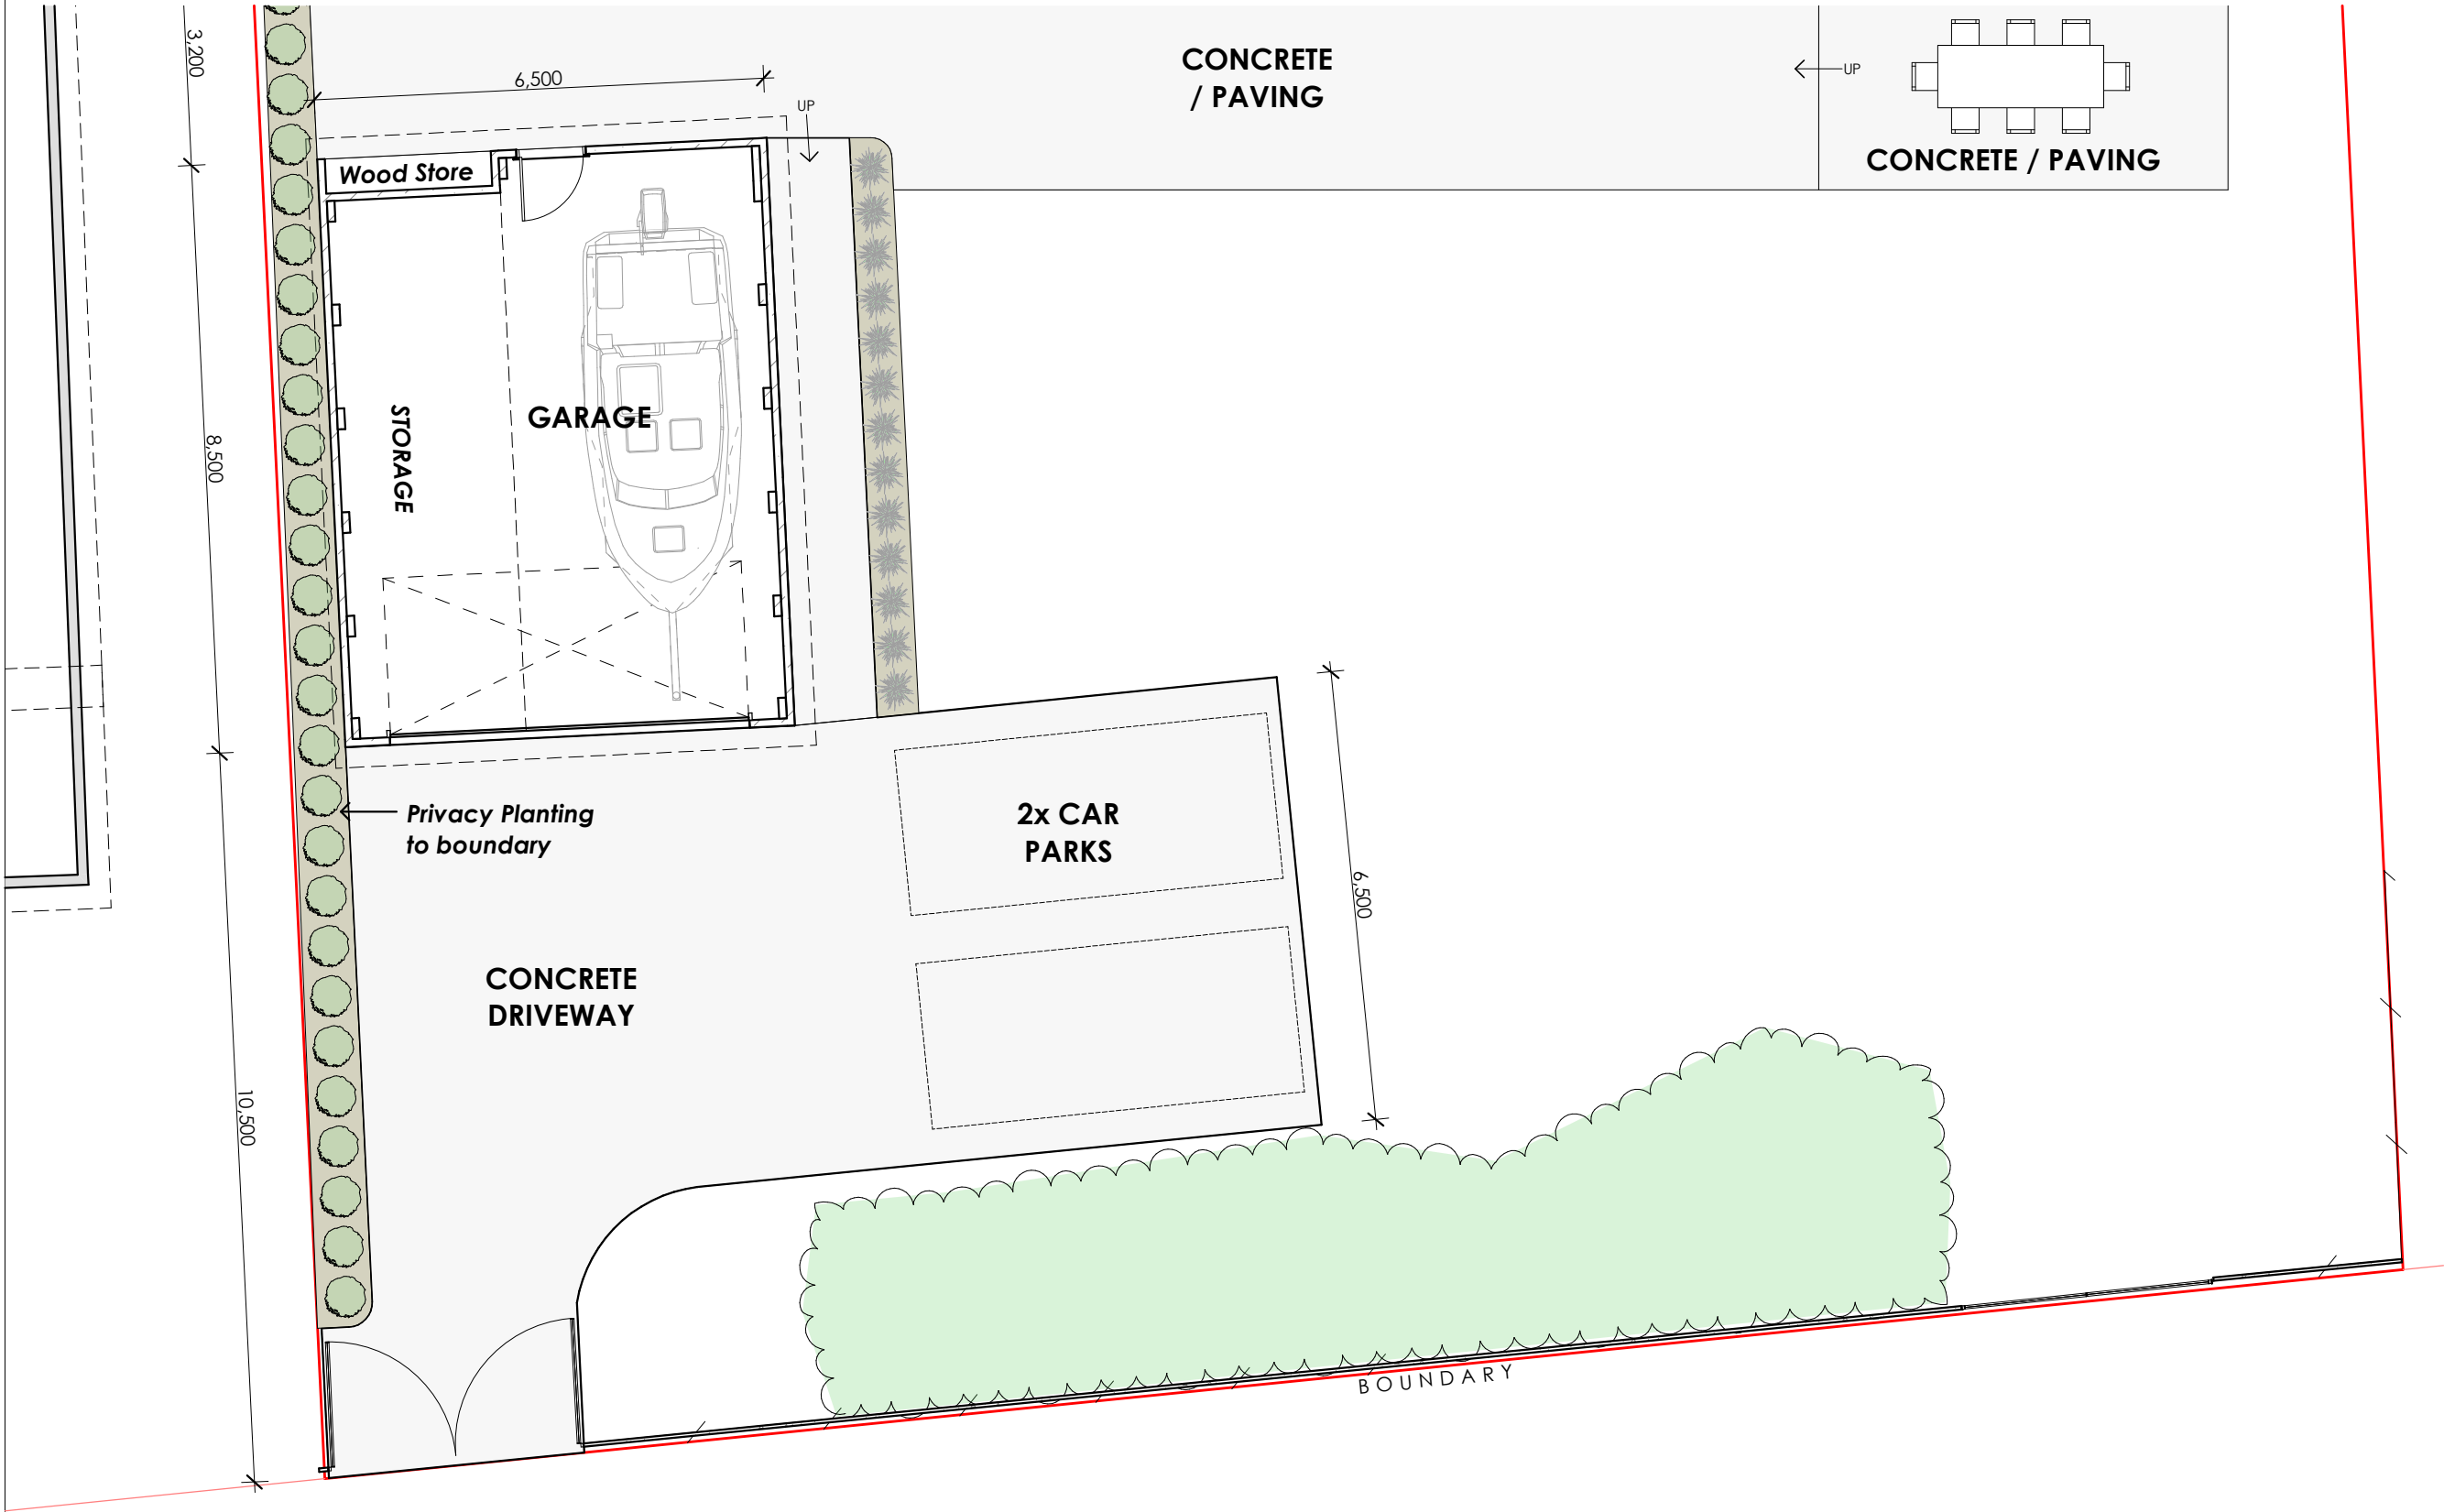 3,200
6,500
UP
CONCRETE
/ PAVING
UP
CONCRETE / PAVING
Wood Store
8,500
STORAGE
GARAGE
Privacy Planting
to boundary
2x CAR
PARKS
6,500
CONCRETE
DRIVEWAY
10,500
BOUNDARY